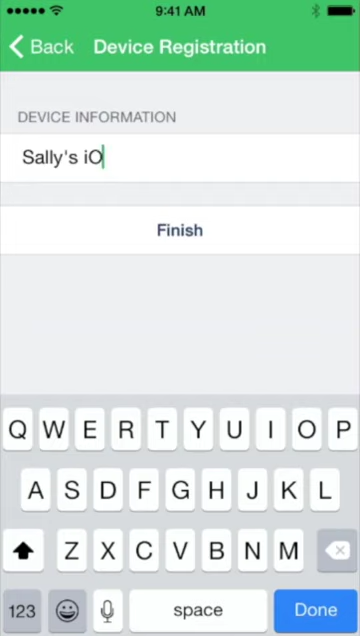 9:41 AM
Back Device Registration
DEVICE INFORMATION
Sally's iO
Finish
Q W E R T Y U I O P
A S D F G H J K L
Z X C V B N M
123 space Done